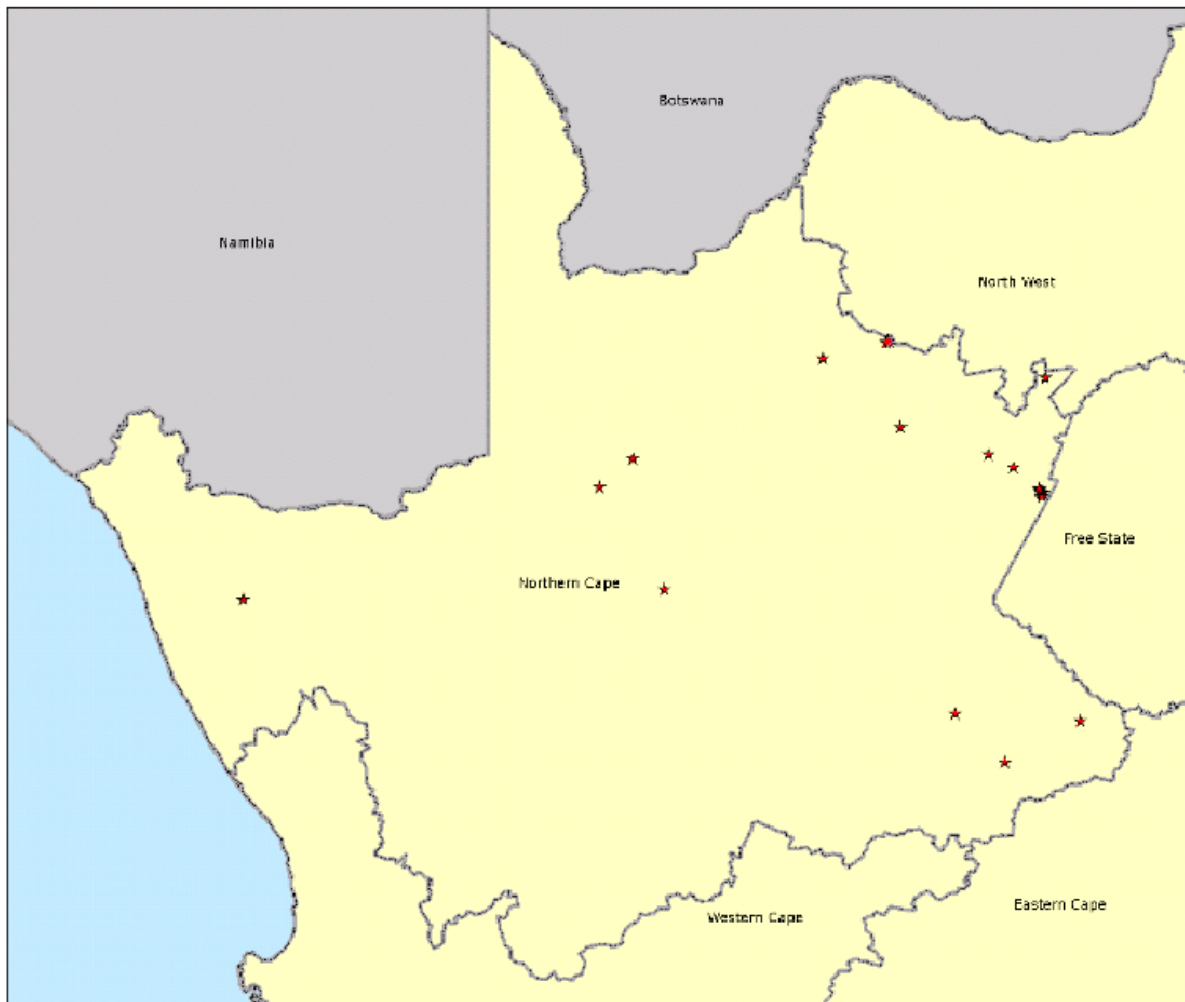 Botswana
Namibia
North West
Free State
Northern Cape
Eastern Cape
Western Cape